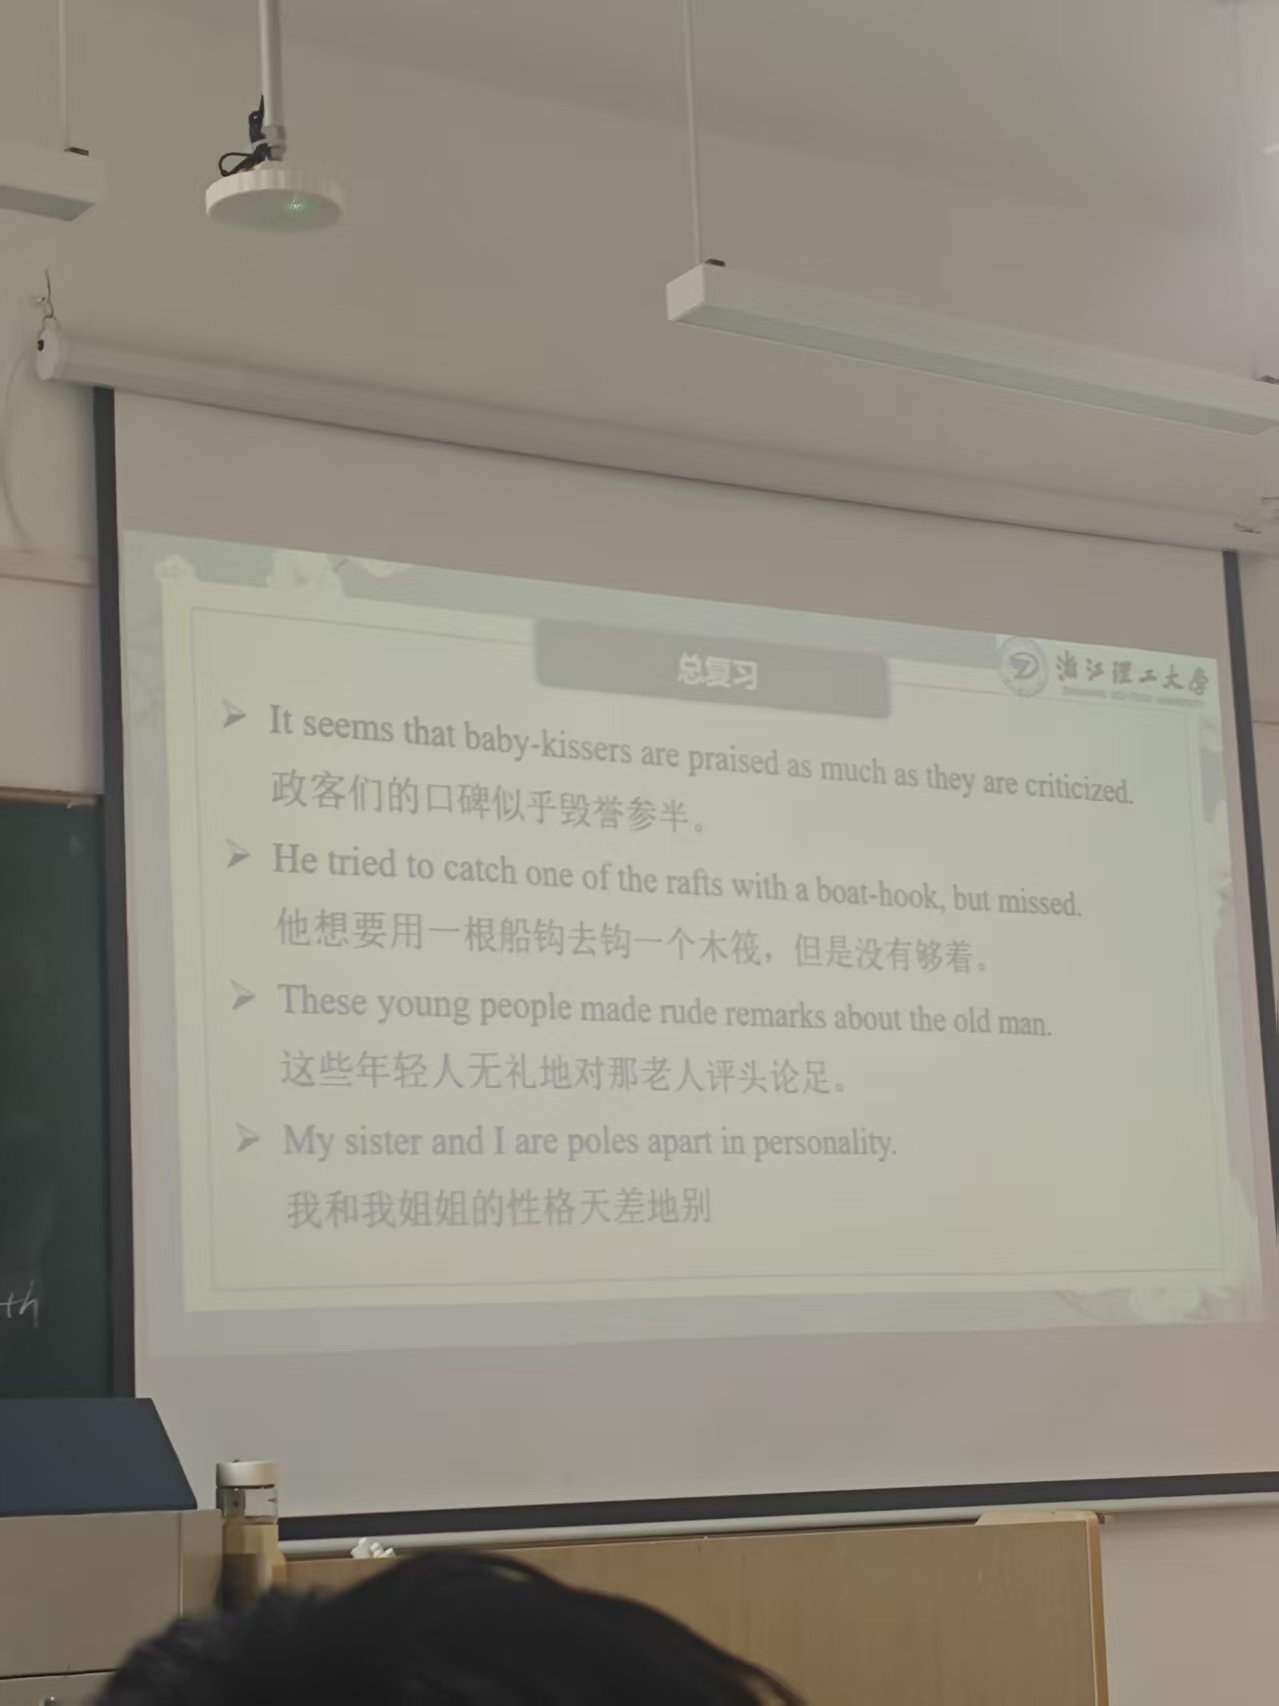 总复习
浙江理工大学
It seems that baby-kissers are praised as much as they are criticized.
政客们的口碑似乎毁誉参半。
He tried to catch one of the rafts with a boat-hook, but missed.
他想要用一根船钩去钩一个木筏，但是没有够着。
These young people made rude remarks about the old man.
这些年轻人无礼地对那老人评头论足。
My sister and I are poles apart in personality.
我和我姐姐的性格天差地别
th